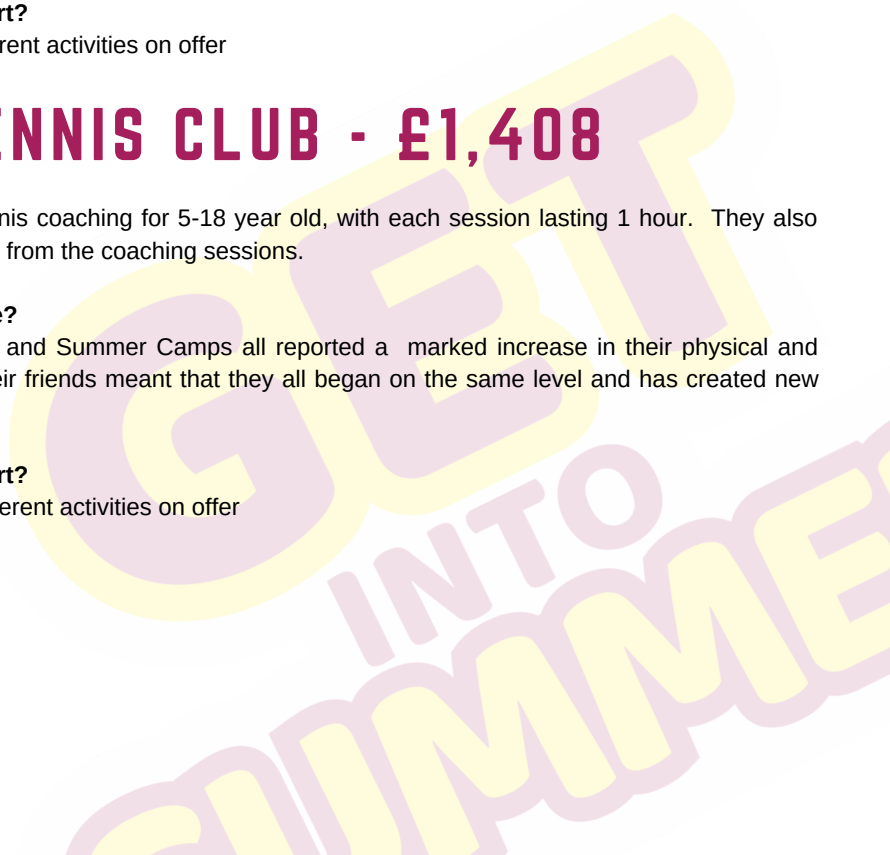 rt?
rent activities on offer
ENNIS CLUB - £1,408
nis coaching for 5-18 year old, with each session lasting 1 hour. They also
from the coaching sessions.
e?
and Summer Camps all reported a marked increase in their physical and
eir friends meant that they all began on the same level and has created new
rt?
erent activities on offer
GET
INTO
SUMME